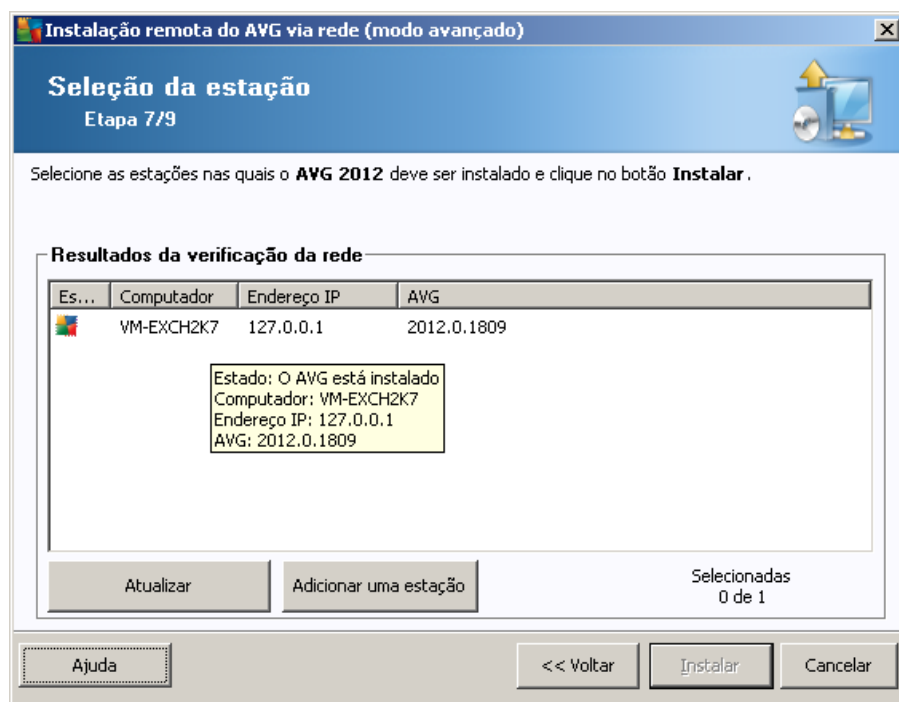 Instalação remota do AVG via rede (modo avançado)
Seleção da estação
Etapa 7/9
Selecione as estações nas quais o AVG 2012 deve ser instalado e clique no botão Instalar.
Resultados da verificação da rede
Es... Computador Endereço IP AVG
VM-EXCH2K7 127.0.0.1 2012.0.1809
Estado: O AVG está instalado
Computador: VM-EXCH2K7
Endereço IP: 127.0.0.1
AVG: 2012.0.1809
Atualizar Adicionar uma estação Selecionadas
0 de 1
Ajuda << Voltar Instalar Cancelar